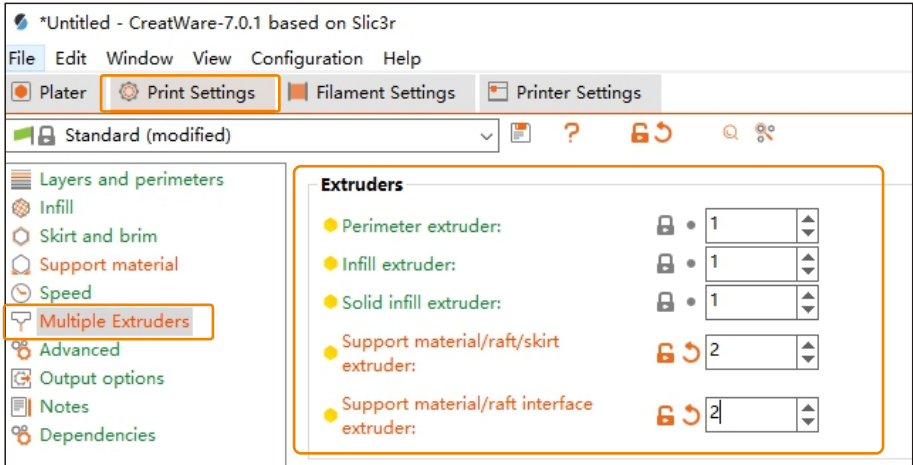 *Untitled - CreatWare-7.0.1 based on Slic3r
File Edit Window View Configuration Help
Plater Print Settings Filament Settings Printer Settings
Standard (modified) ?
Layers and perimeters
Infill
Skirt and brim
Support material
Speed
Multiple Extruders
Advanced
Output options
Notes
Dependencies
Extruders
Perimeter extruder: 1
Infill extruder: 1
Solid infill extruder: 1
Support material/raft/skirt
extruder: 2
Support material/raft interface
extruder: 2